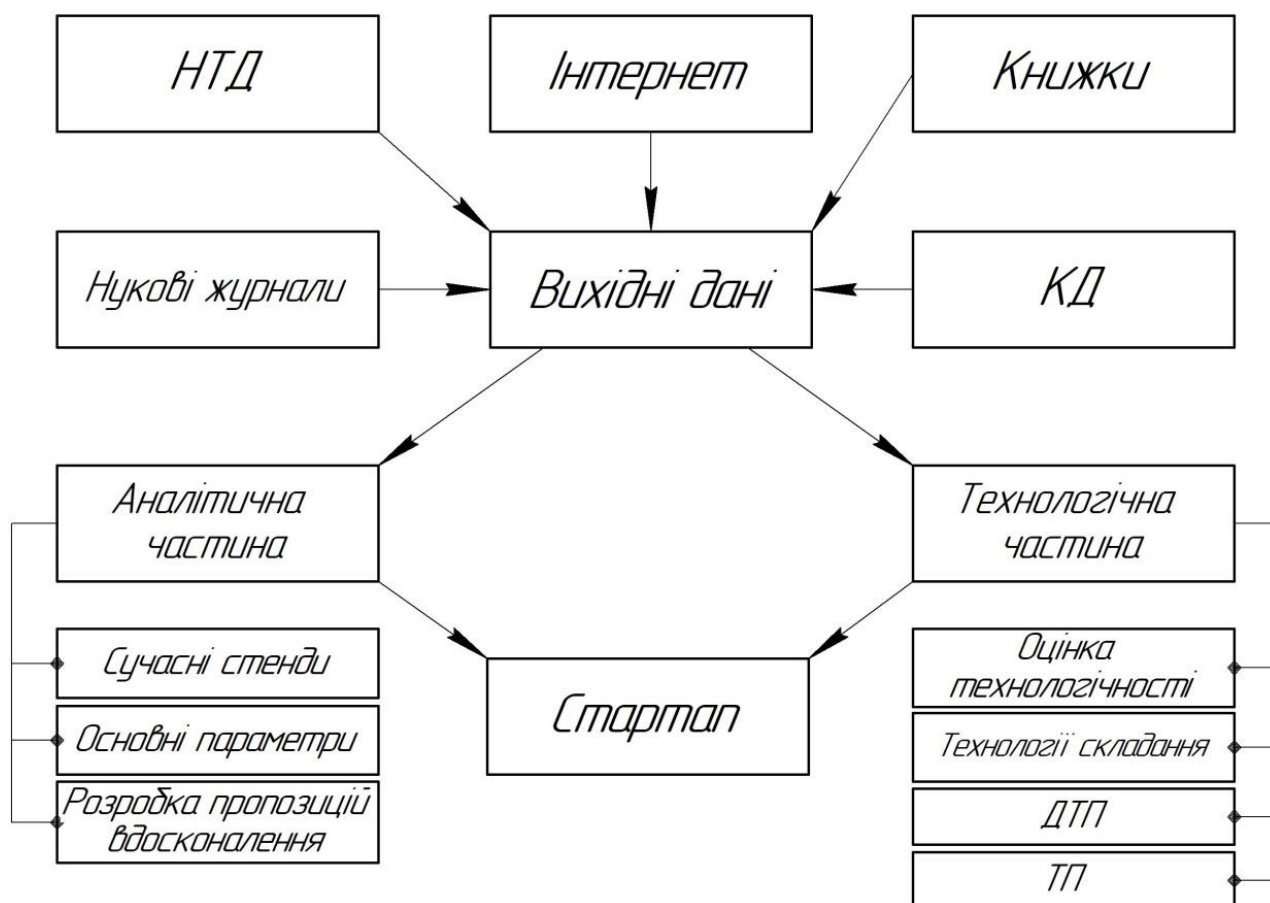 НТД
Інтернет
Книжки
Нукові журнали
Вихідні дані
КД
Аналітична
частина
Технологічна
частина
Сучасні стенди
Основні параметри
Розробка пропозицій
вдосконалення
Стартап
Оцінка
технологічності
Технології складання
ДТП
ТП